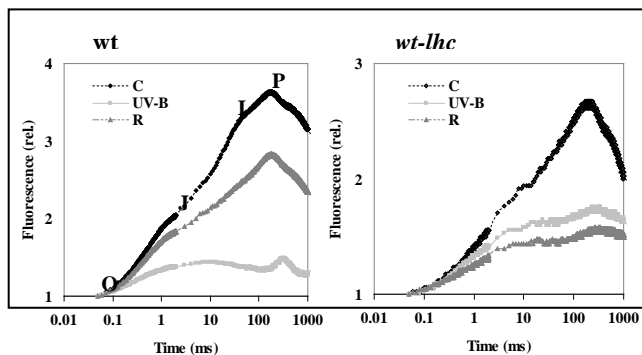 wt
wt-lhc
4
3
2
1
Fluorescence (rel.)
C
UV-B
R
O
J
I
P
0.01 0.1 1 10 100 1000
Time (ms)
3
2
1
Fluorescence (rel.)
C
UV-B
R
0.01 0.1 1 10 100 1000
Time (ms)